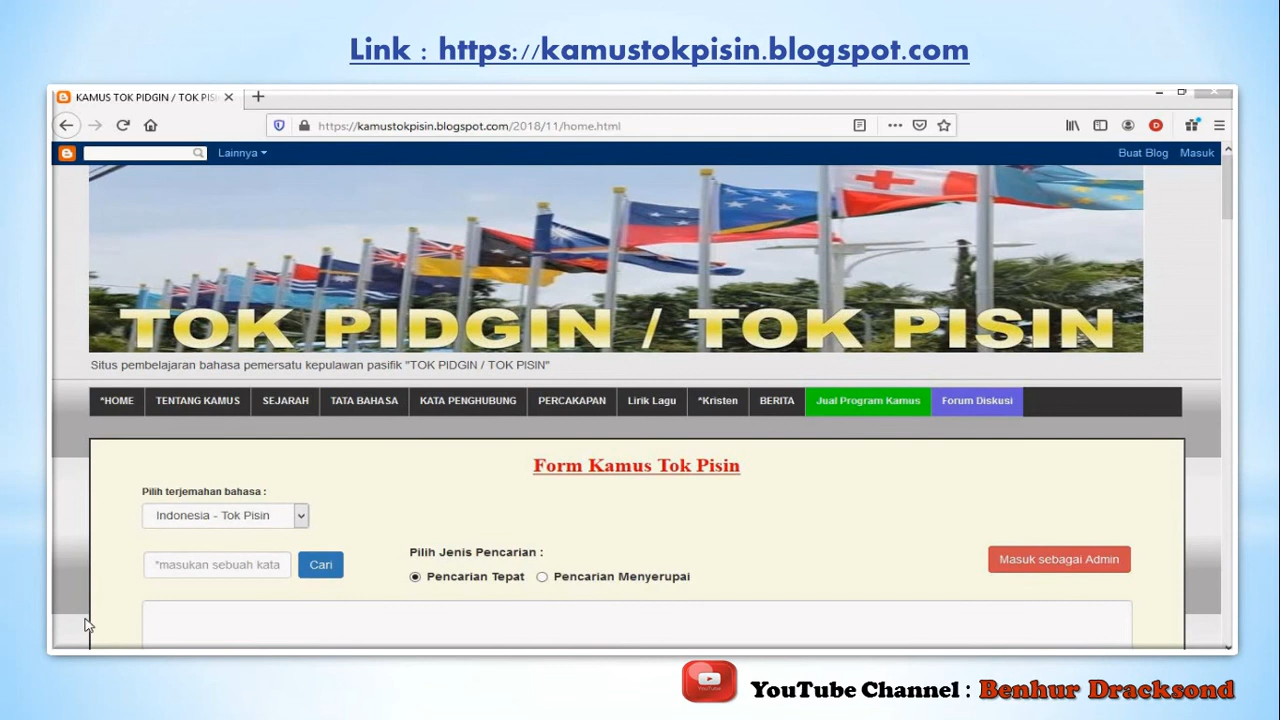 Link : https://kamustokpisin.blogspot.com
KAMUS TOK PIDGIN / TOK PIS
https://kamustokpisin.blogspot.com/2018/11/home.html
Lainnya
Buat Blog Masuk
TOK PIDGIN / TOK PISIN
Situs pembelajaran bahasa pemersatu kepulawan pasifik "TOK PIDGIN / TOK PISIN"
*HOME TENTANG KAMUS SEJARAH TATA BAHASA KATA PENGHUBUNG PERCAKAPAN Lirik Lagu *Kristen BERITA Jual Program Kamus Forum Diskusi
Form Kamus Tok Pisin
Pilih terjemahan bahasa :
Indonesia - Tok Pisin
Pilih Jenis Pencarian :
*masukan sebuah kata Cari
Pencarian Tepat Pencarian Menyerupai
Masuk sebagai Admin
YouTube
YouTube Channel : Benhur Dracksond